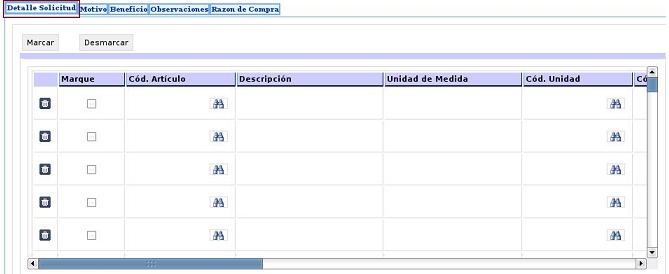 Detalle Solicitud Motivo Beneficio Observaciones Razon de Compra
Marcar Desmarcar
Marque Cód. Artículo Descripción Unidad de Medida Cód. Unidad Có